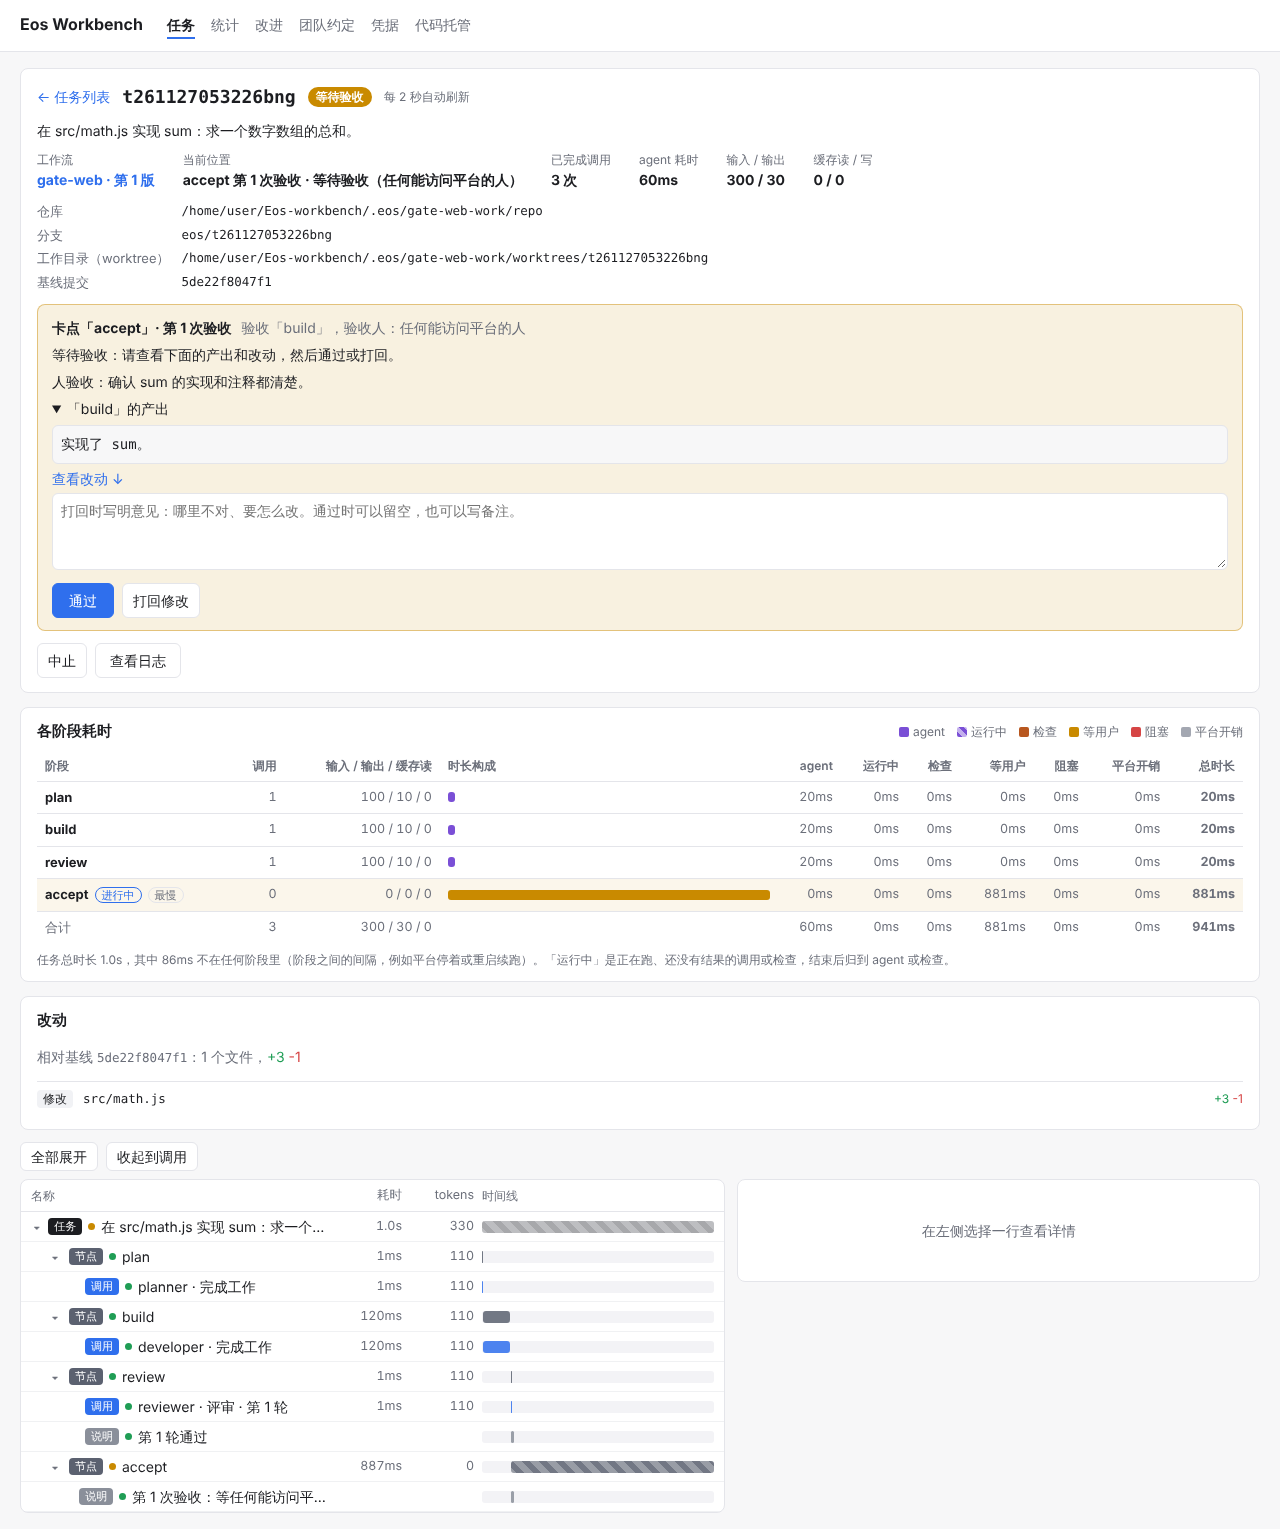 Eos Workbench 任务 统计 改进 团队约定 凭据 代码托管
← 任务列表 t261127053226bng 等待验收 每 2 秒自动刷新
在 src/math.js 实现 sum：求一个数字数组的总和。
工作流 当前位置 已完成调用 agent 耗时 输入 / 输出 缓存读 / 写
gate-web · 第 1 版 accept 第 1 次验收 · 等待验收（任何能访问平台的人） 3 次 60ms 300 / 30 0 / 0
仓库 /home/user/Eos-workbench/.eos/gate-web-work/repo
分支 eos/t261127053226bng
工作目录（worktree） /home/user/Eos-workbench/.eos/gate-web-work/worktrees/t261127053226bng
基线提交 5de22f8047f1
卡点「accept」· 第 1 次验收 验收「build」，验收人：任何能访问平台的人
等待验收：请查看下面的产出和改动，然后通过或打回。
人验收：确认 sum 的实现和注释都清楚。
▼ 「build」的产出
实现了 sum。
查看改动 ↓
打回时写明意见：哪里不对、要怎么改。通过时可以留空，也可以写备注。
通过 打回修改
中止 查看日志
各阶段耗时 agent 运行中 检查 等用户 阻塞 平台开销
阶段 调用 输入 / 输出 / 缓存读 时长构成 agent 运行中 检查 等用户 阻塞 平台开销 总时长
plan 1 100 / 10 / 0 20ms 0ms 0ms 0ms 0ms 0ms 20ms
build 1 100 / 10 / 0 20ms 0ms 0ms 0ms 0ms 0ms 20ms
review 1 100 / 10 / 0 20ms 0ms 0ms 0ms 0ms 0ms 20ms
accept 进行中 最慢 0 0 / 0 / 0 0ms 0ms 0ms 881ms 0ms 0ms 881ms
合计 3 300 / 30 / 0 60ms 0ms 0ms 881ms 0ms 0ms 941ms
任务总时长 1.0s，其中 86ms 不在任何阶段里（阶段之间的间隔，例如平台停着或重启续跑）。「运行中」是正在跑、还没有结果的调用或检查，结束后归到 agent 或检查。
改动
相对基线 5de22f8047f1：1 个文件，+3 -1
修改 src/math.js +3 -1
全部展开 收起到调用
名称 耗时 tokens 时间线
任务 在 src/math.js 实现 sum：求一个... 1.0s 330
节点 plan 1ms 110
调用 planner · 完成工作 1ms 110
节点 build 120ms 110
调用 developer · 完成工作 120ms 110
节点 review 1ms 110
调用 reviewer · 评审 · 第 1 轮 1ms 110
说明 第 1 轮通过
节点 accept 887ms 0
说明 第 1 次验收：等任何能访问平...
在左侧选择一行查看详情